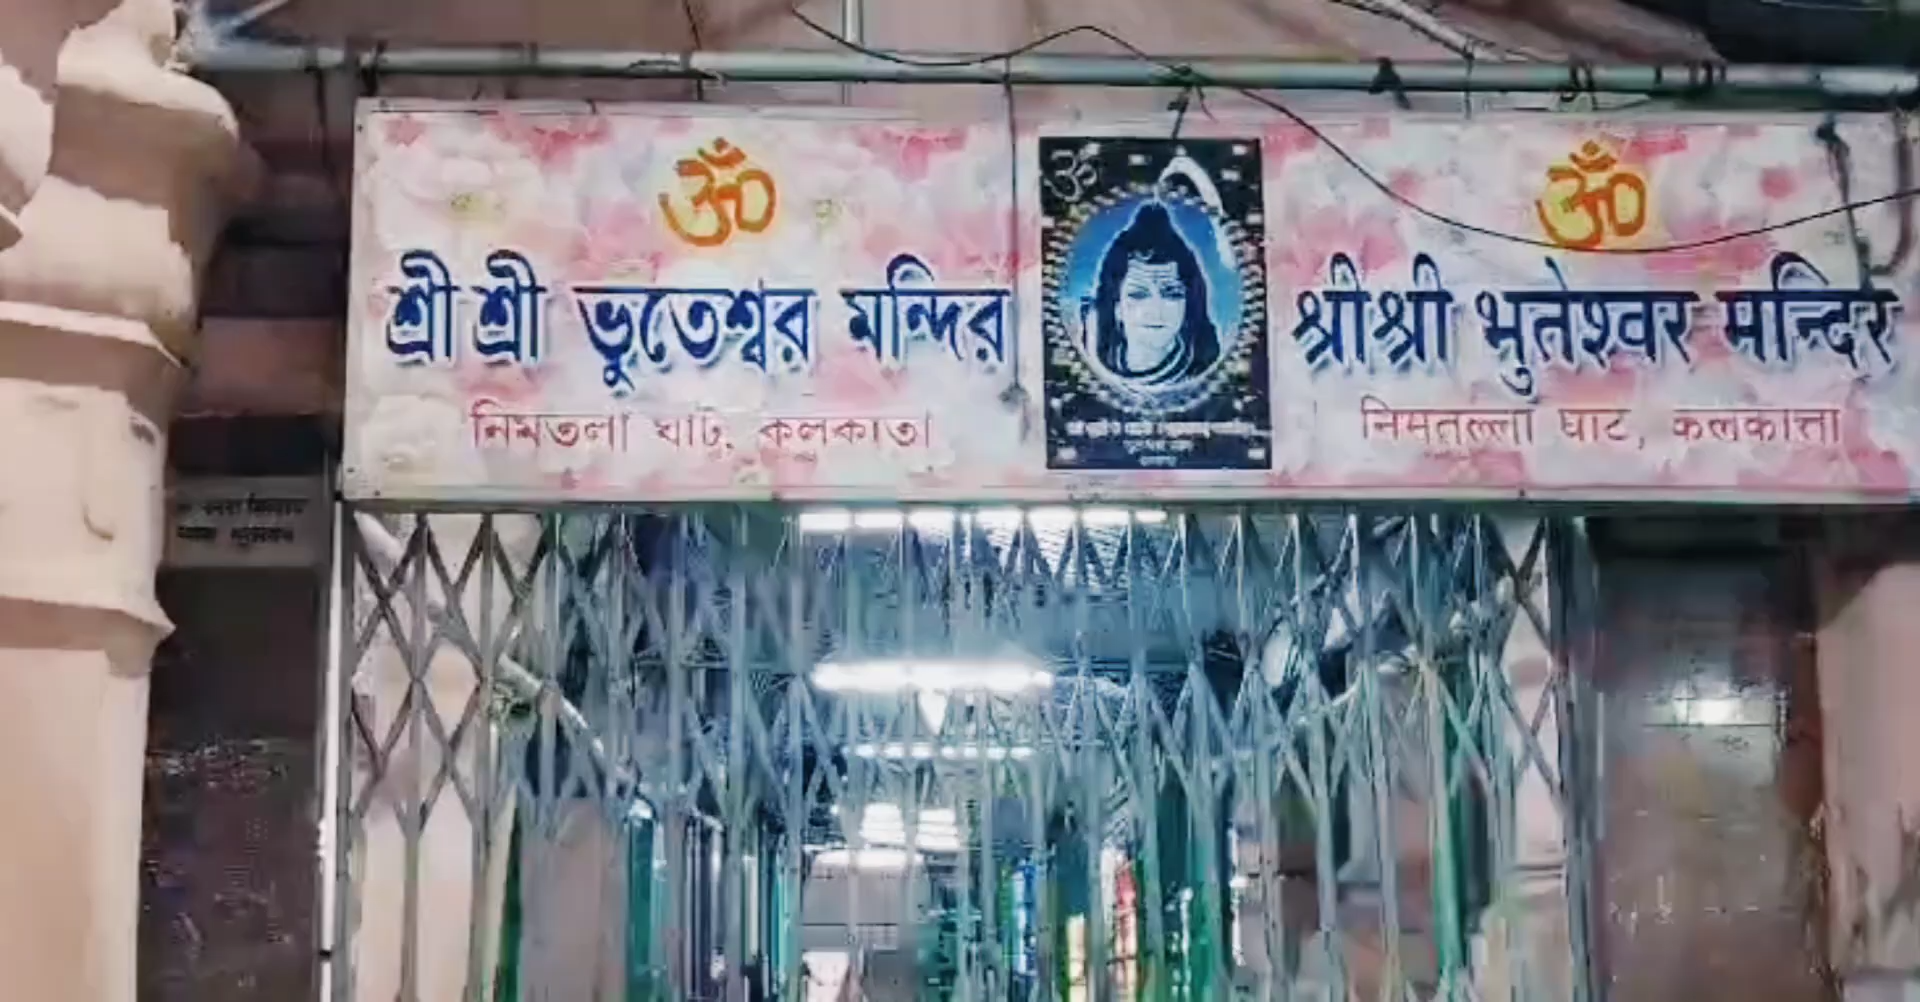 ॐ
শ্রী শ্রী ভুতেশ্বর মন্দির
নিমতলা ঘাট, কলকাতা
ॐ
ॐ
श्रीश्री भुतेश्वर मन्दिर
निमतल्ला घाट, कलकात्ता